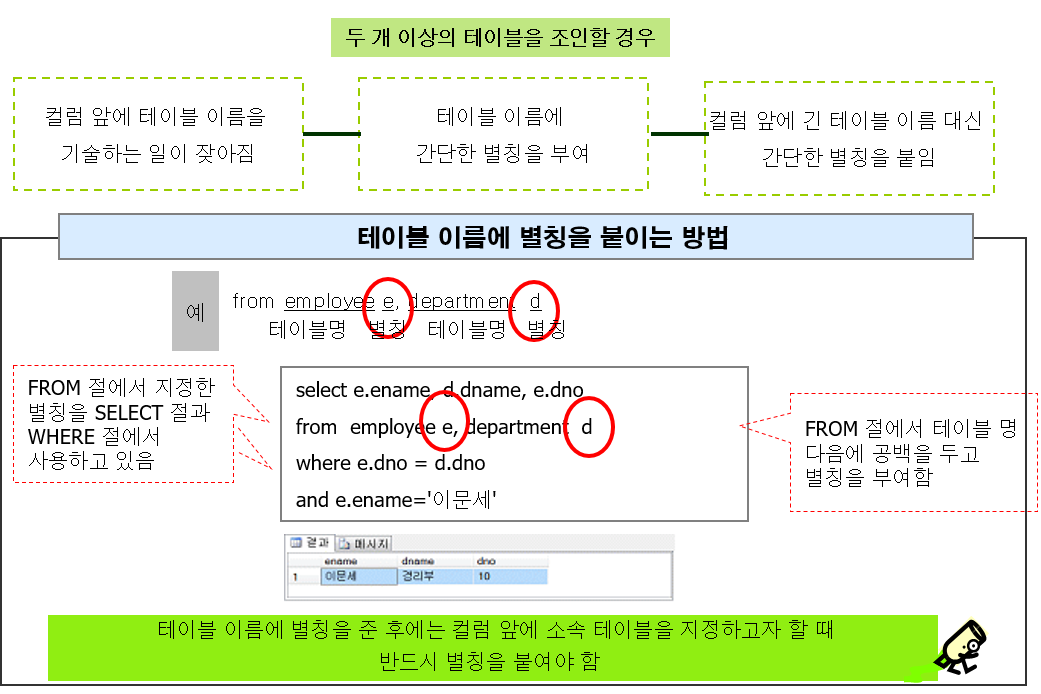 두 개 이상의 테이블을 조인할 경우
컬럼 앞에 테이블 이름을
기술하는 일이 잦아짐
테이블 이름에
간단한 별칭을 부여
컬럼 앞에 긴 테이블 이름 대신
간단한 별칭을 붙임
테이블 이름에 별칭을 붙이는 방법
예
from employee e, department d
테이블명 별칭 테이블명 별칭
FROM 절에서 지정한
별칭을 SELECT 절과
WHERE 절에서
사용하고 있음
select e.ename, d.dname, e.dno
from employee e, department d
where e.dno = d.dno
and e.ename='이문세'
FROM 절에서 테이블 명
다음에 공백을 두고
별칭을 부여함
결과 메시지
ename dname dno
1 이문세 경리부 10
테이블 이름에 별칭을 준 후에는 컬럼 앞에 소속 테이블을 지정하고자 할 때
반드시 별칭을 붙여야 함